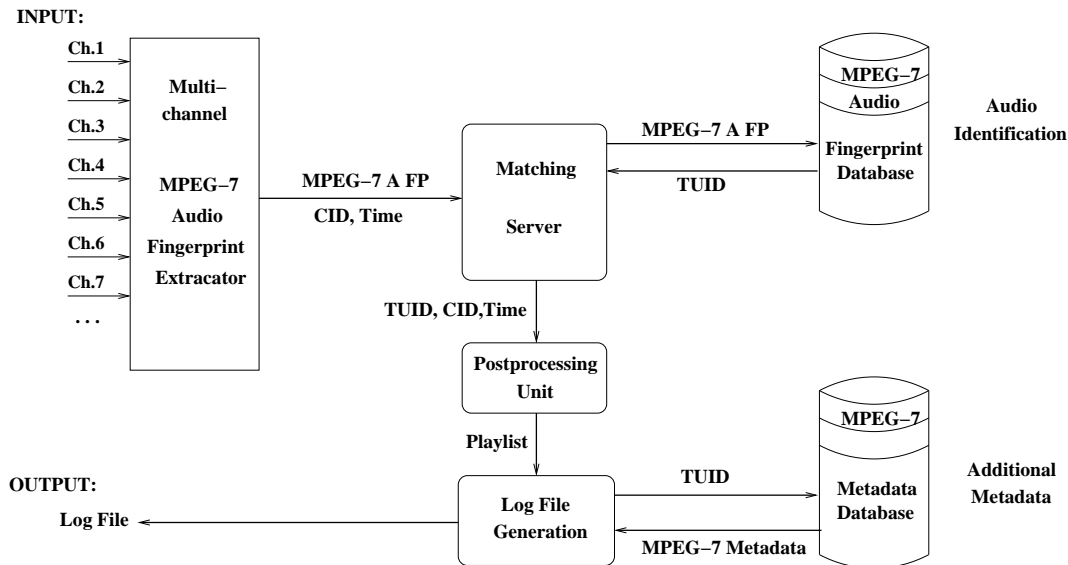 INPUT:
Ch.1
Ch.2
Ch.3
Ch.4
Ch.5
Ch.6
Ch.7
. . .
Multi–
channel
MPEG–7
Audio
Fingerprint
Extracator
MPEG–7 A FP
CID, Time
Matching
Server
MPEG–7 A FP
TUID
MPEG–7
Audio
Fingerprint
Database
Audio
Identification
TUID, CID,Time
Postprocessing
Unit
Playlist
Log File
Generation
TUID
MPEG–7 Metadata
MPEG–7
Metadata
Database
Additional
Metadata
OUTPUT:
Log File